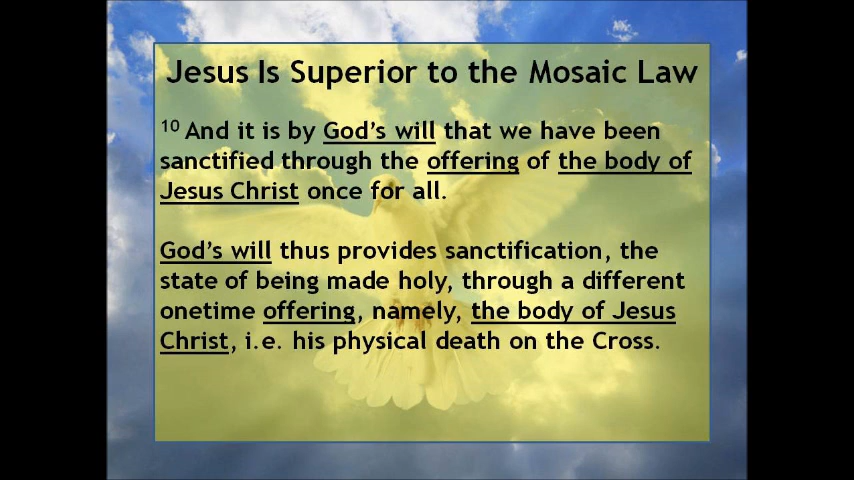 Jesus Is Superior to the Mosaic Law
10 And it is by God's will that we have been
sanctified through the offering of the body of
Jesus Christ once for all.
God's will thus provides sanctification, the
state of being made holy, through a different
onetime offering, namely, the body of Jesus
Christ, i.e. his physical death on the Cross.